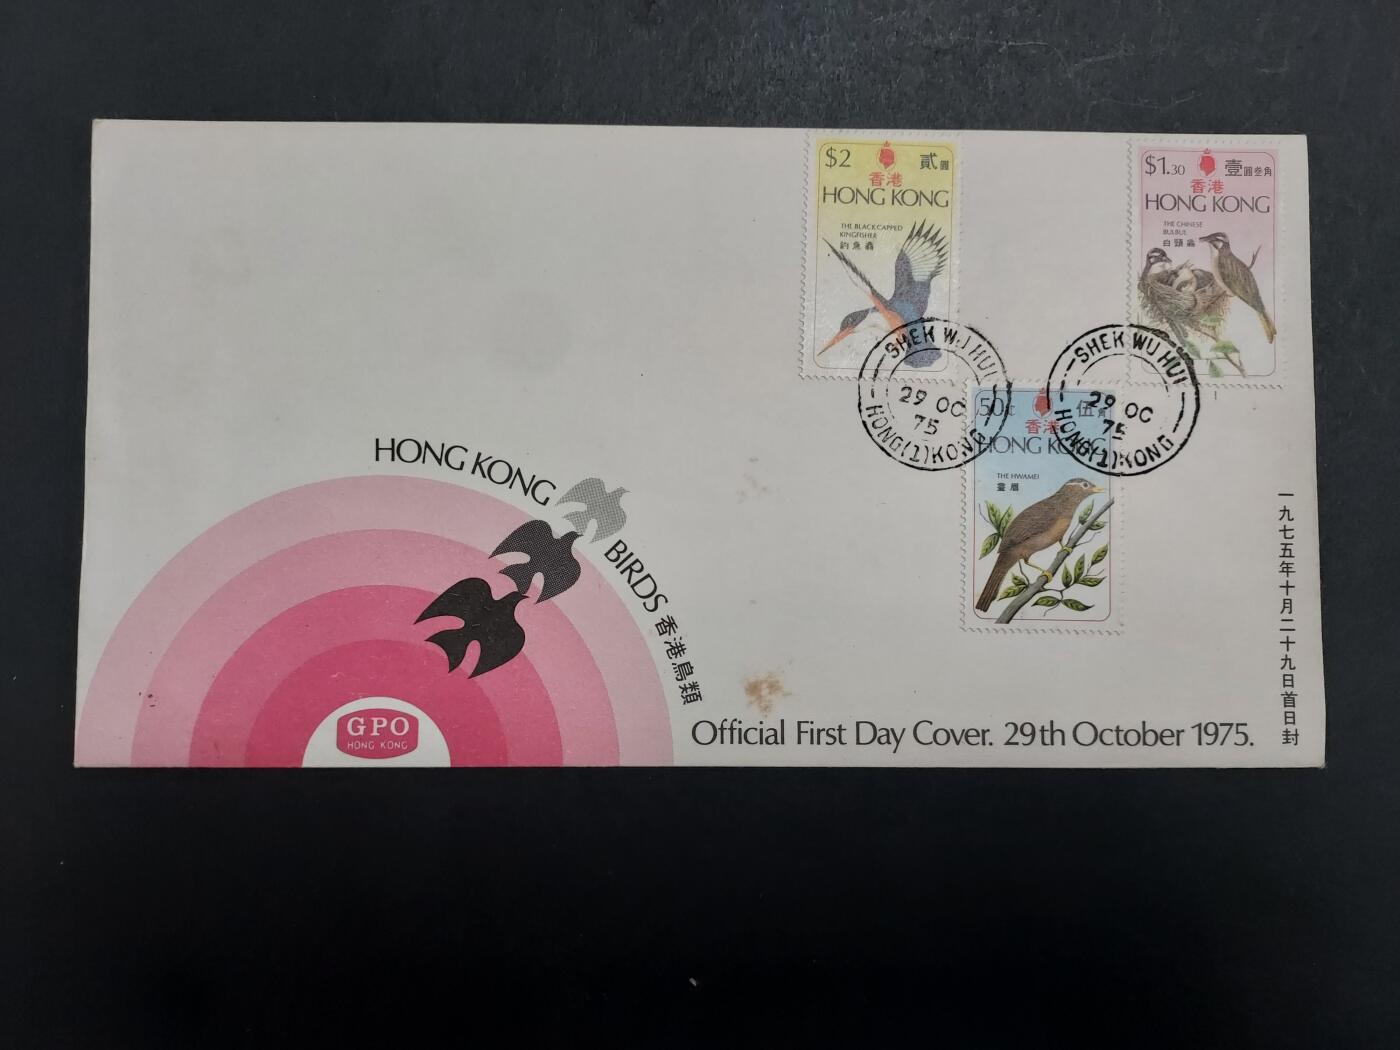 $2 貳圓
香港
HONG KONG
THE BLACK CAPPED
KINGFISHER
釣魚翁
$1.30 壹圓叁角
香港
HONG KONG
THE CHINESE
BULBUL
白頭翁
50¢ 伍角
香港
HONG KONG
THE HWAMEI
畫眉
SHEK WU HUI
29 OC
75
HONG (1) KONG
SHEK WU HUI
29 OC
75
HONG (1) KONG
HONG KONG
BIRDS 香港鳥類
GPO
HONG KONG
Official First Day Cover. 29th October 1975.
一九七五年十月二十九日首日封